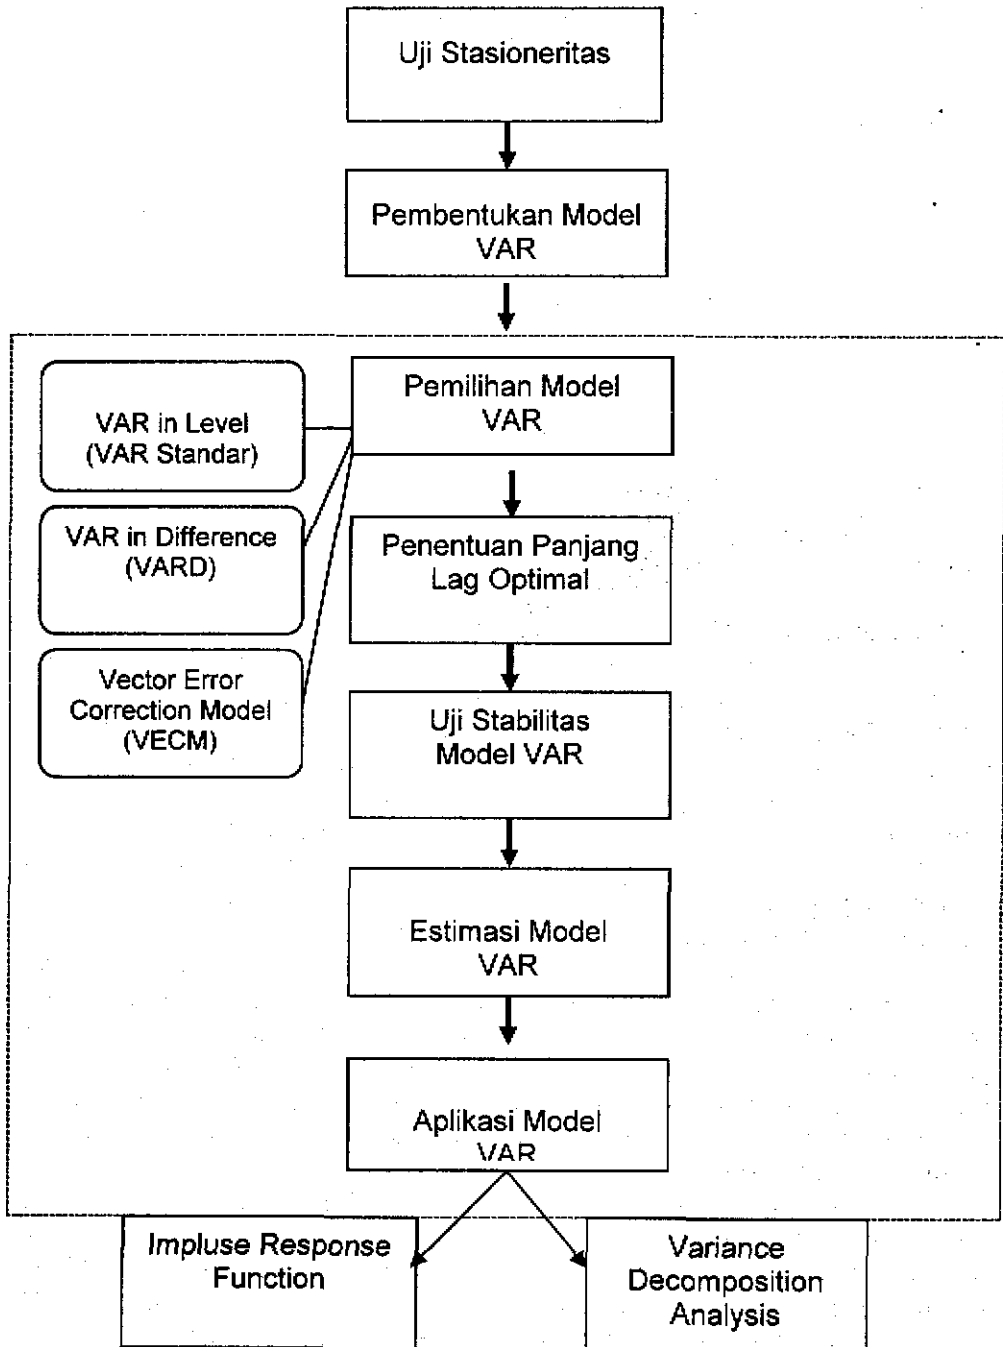 Uji Stasioneritas
Pembentukan Model
VAR
Pemilihan Model
VAR
VAR in Level
(VAR Standar)
VAR in Difference
(VARD)
Vector Error
Correction Model
(VECM)
Penentuan Panjang
Lag Optimal
Uji Stabilitas
Model VAR
Estimasi Model
VAR
Aplikasi Model
VAR
Impluse Response
Function
Variance
Decomposition
Analysis